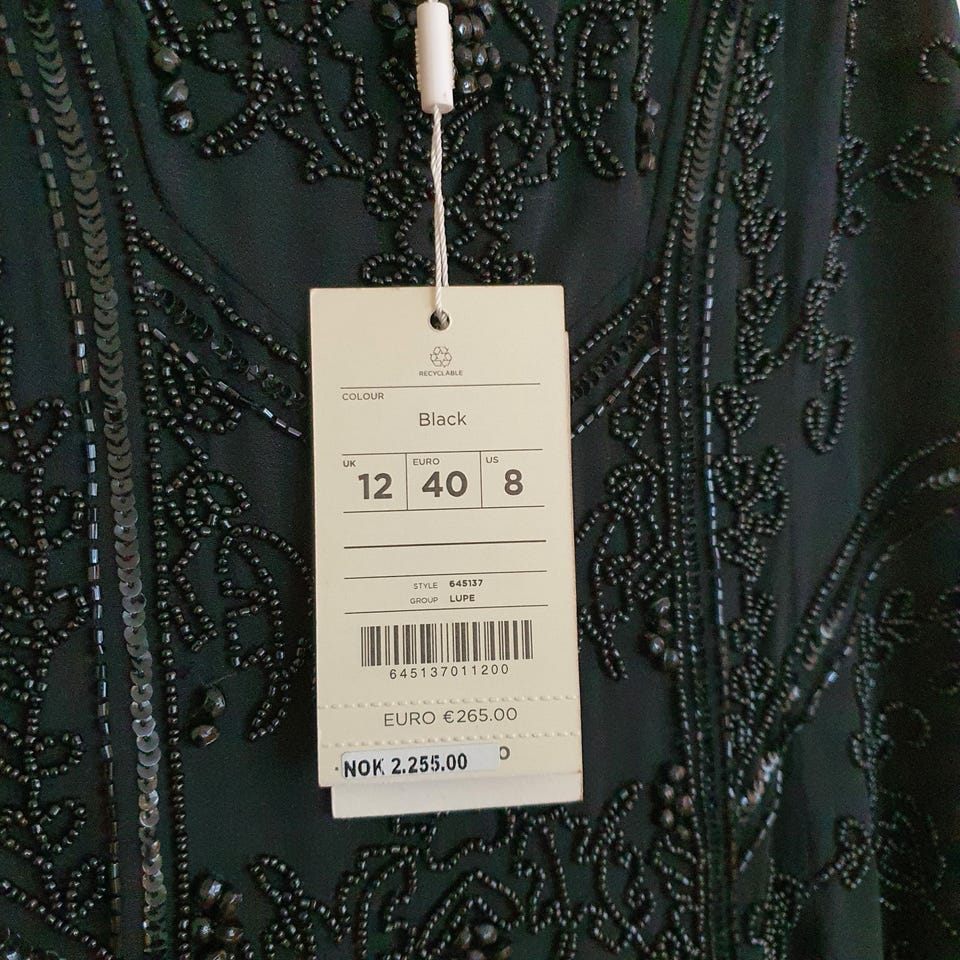 RECYCLABLE
COLOUR
Black
UK 12 EURO 40 US 8
STYLE 645137
GROUP LUPE
645137011200
EURO €265.00
NOK 2.255.00